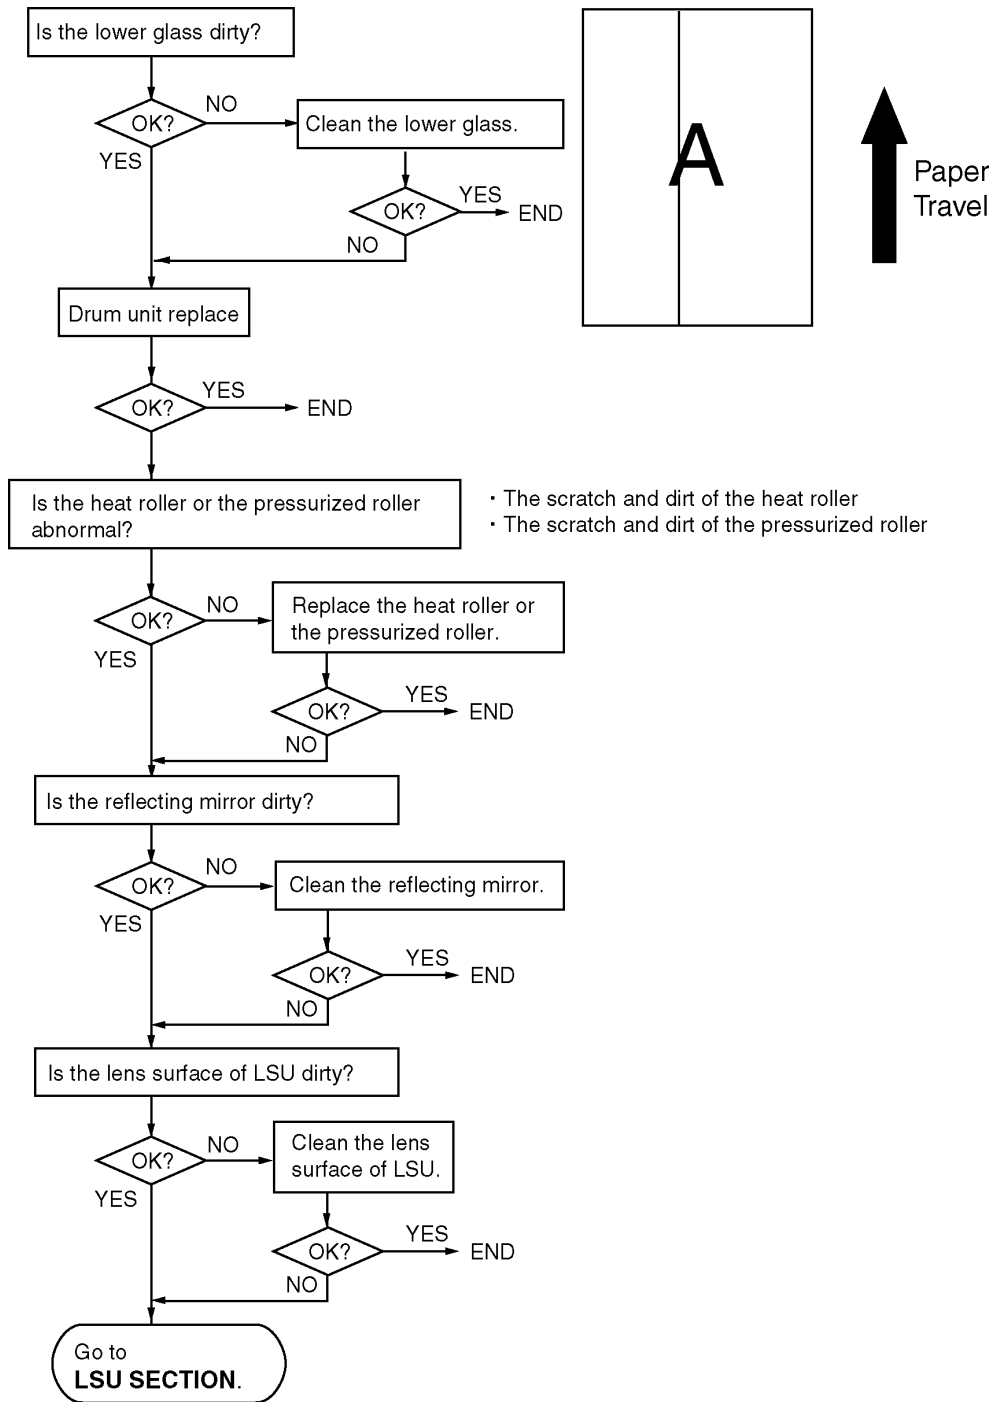 Is the lower glass dirty?
OK?
NO
YES
Clean the lower glass.
OK?
YES
END
NO
A
Paper
Travel
Drum unit replace
OK?
YES
END
Is the heat roller or the pressurized roller
abnormal?
· The scratch and dirt of the heat roller
· The scratch and dirt of the pressurized roller
OK?
NO
YES
Replace the heat roller or
the pressurized roller.
OK?
YES
END
NO
Is the reflecting mirror dirty?
OK?
NO
YES
Clean the reflecting mirror.
OK?
YES
END
NO
Is the lens surface of LSU dirty?
OK?
NO
YES
Clean the lens
surface of LSU.
OK?
YES
END
NO
Go to
LSU SECTION.